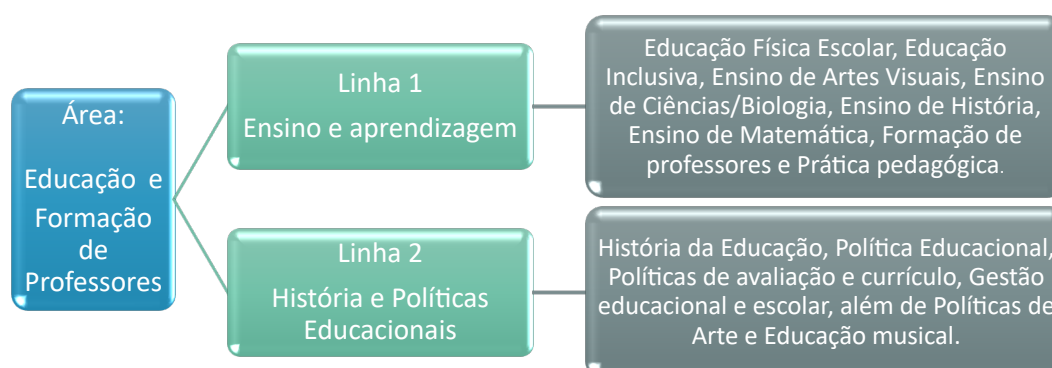 Área:
Educação e
Formação
de
Professores
Linha 1
Ensino e aprendizagem
Educação Física Escolar, Educação
Inclusiva, Ensino de Artes Visuais, Ensino
de Ciências/Biologia, Ensino de História,
Ensino de Matemática, Formação de
professores e Prática pedagógica.
Linha 2
História e Políticas
Educacionais
História da Educação, Política Educacional,
Políticas de avaliação e currículo, Gestão
educacional e escolar, além de Políticas de
Arte e Educação musical.